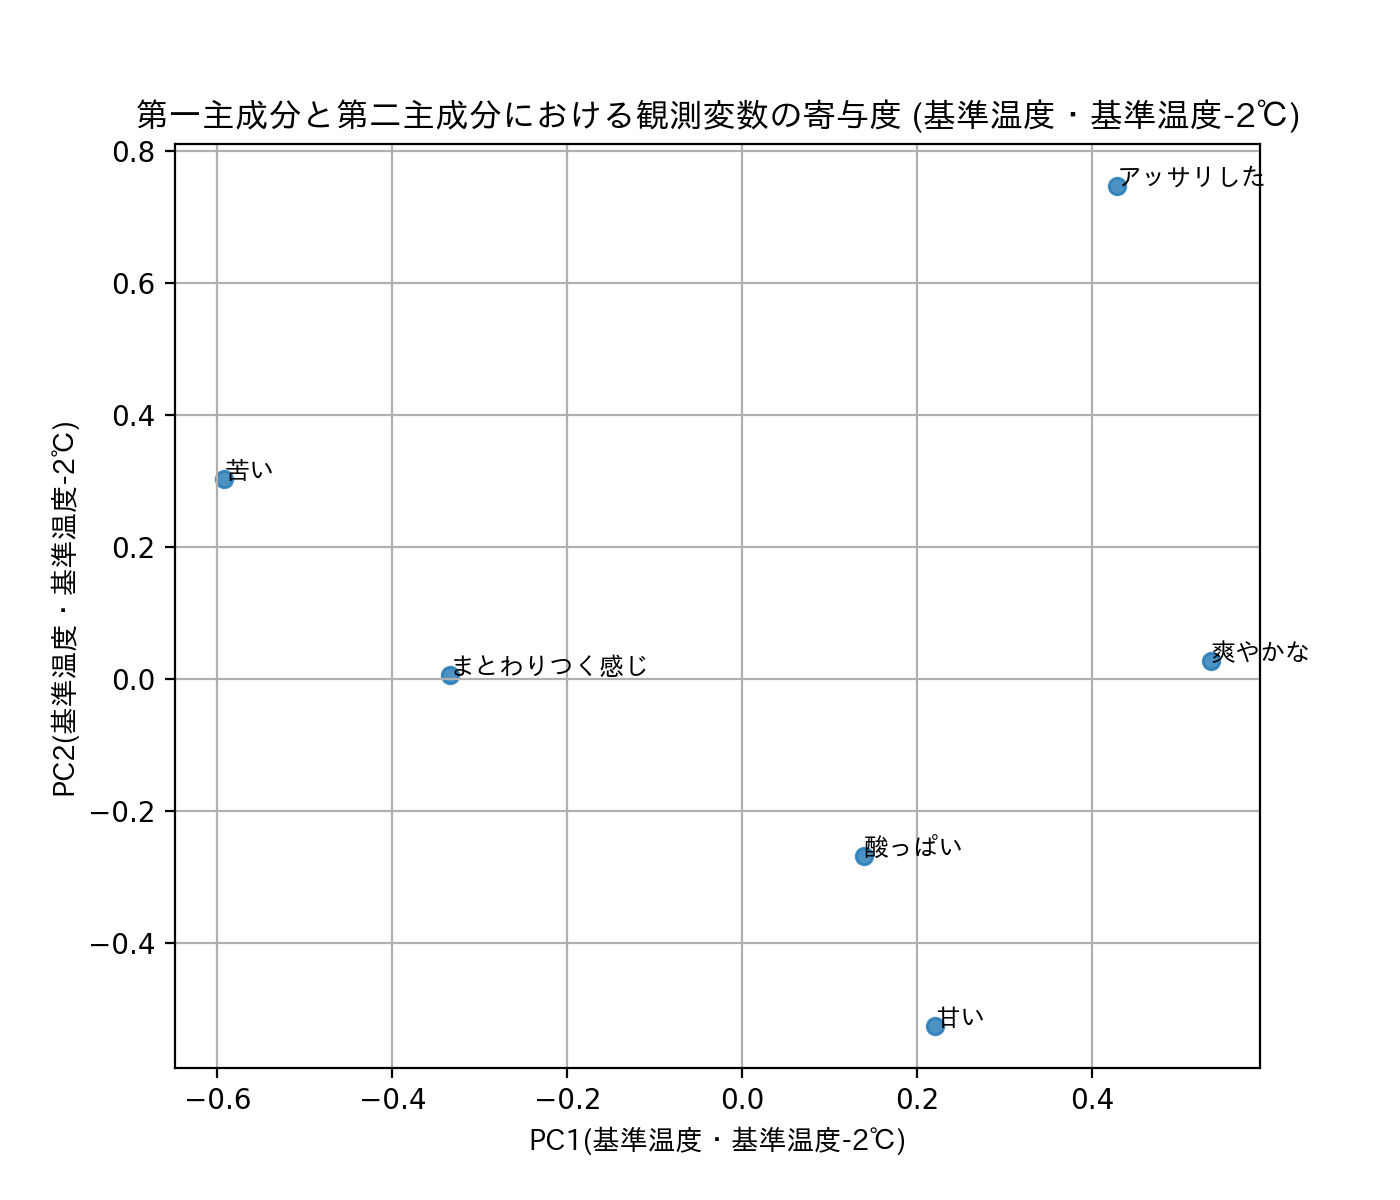 第一主成分と第二主成分における観測変数の寄与度 (基準温度・基準温度-2℃)
0.8
アッサリした
0.6
0.4
苦い
0.2
爽やかな
まとわりつく感じ
0.0
−0.2
酸っぱい
−0.4
甘い
PC2(基準温度・基準温度-2℃)
−0.6 −0.4 −0.2 0.0 0.2 0.4
PC1(基準温度・基準温度-2℃)